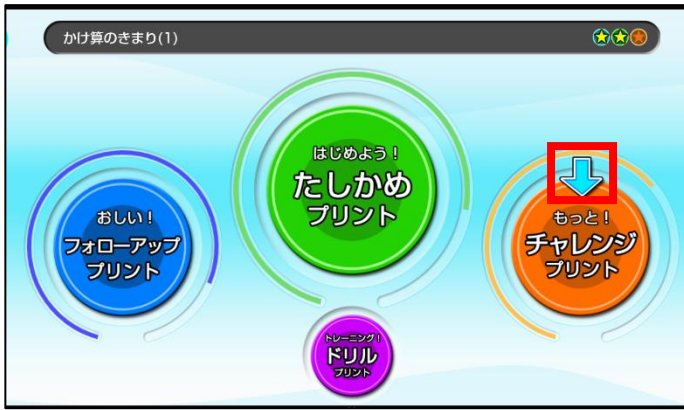 かけ算のきまり(1)
はじめよう！
たしかめ
プリント
おしい！
フォローアップ
プリント
もっと！
チャレンジ
プリント
トレーニング！
ドリル
プリント